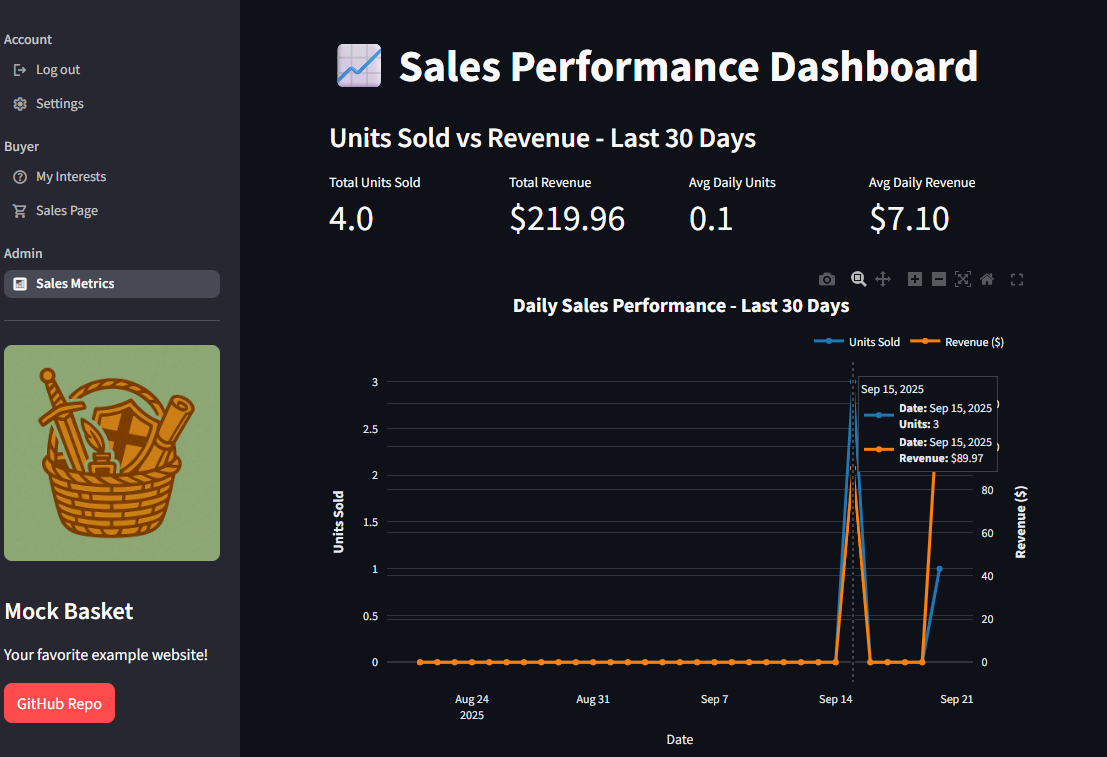 Account
Log out
Settings
Buyer
My Interests
Sales Page
Admin
Sales Metrics
Mock Basket
Your favorite example website!
GitHub Repo
Sales Performance Dashboard
Units Sold vs Revenue - Last 30 Days
Total Units Sold
4.0
Total Revenue
$219.96
Avg Daily Units
0.1
Avg Daily Revenue
$7.10
Daily Sales Performance - Last 30 Days
Units Sold
Revenue ($)
Sep 15, 2025
Date: Sep 15, 2025
Units: 3
Date: Sep 15, 2025
Revenue: $89.97
Units Sold
3
2.5
2
1.5
1
0.5
0
80
60
40
20
0
Revenue ($)
Aug 24
2025
Aug 31
Sep 7
Sep 14
Sep 21
Date